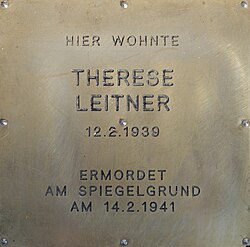 HIER WOHNTE
THERESE
LEITNER
12.2.1939
ERMORDET
AM SPIEGELGRUND
AM 14.2.1941